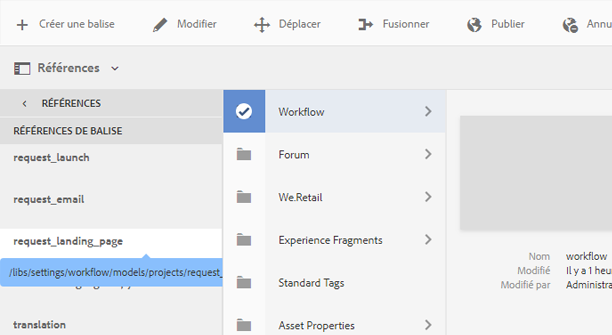 Créer une balise Modifier Déplacer Fusionner Publier Annu
Références
RÉFÉRENCES
RÉFÉRENCES DE BALISE
request_launch
request_email
request_landing_page
/libs/settings/workflow/models/projects/request_
translation
Workflow
Forum
We.Retail
Experience Fragments
Standard Tags
Asset Properties
Nom workflow
Modifié Il y a 1 heu
Modifié par Administra